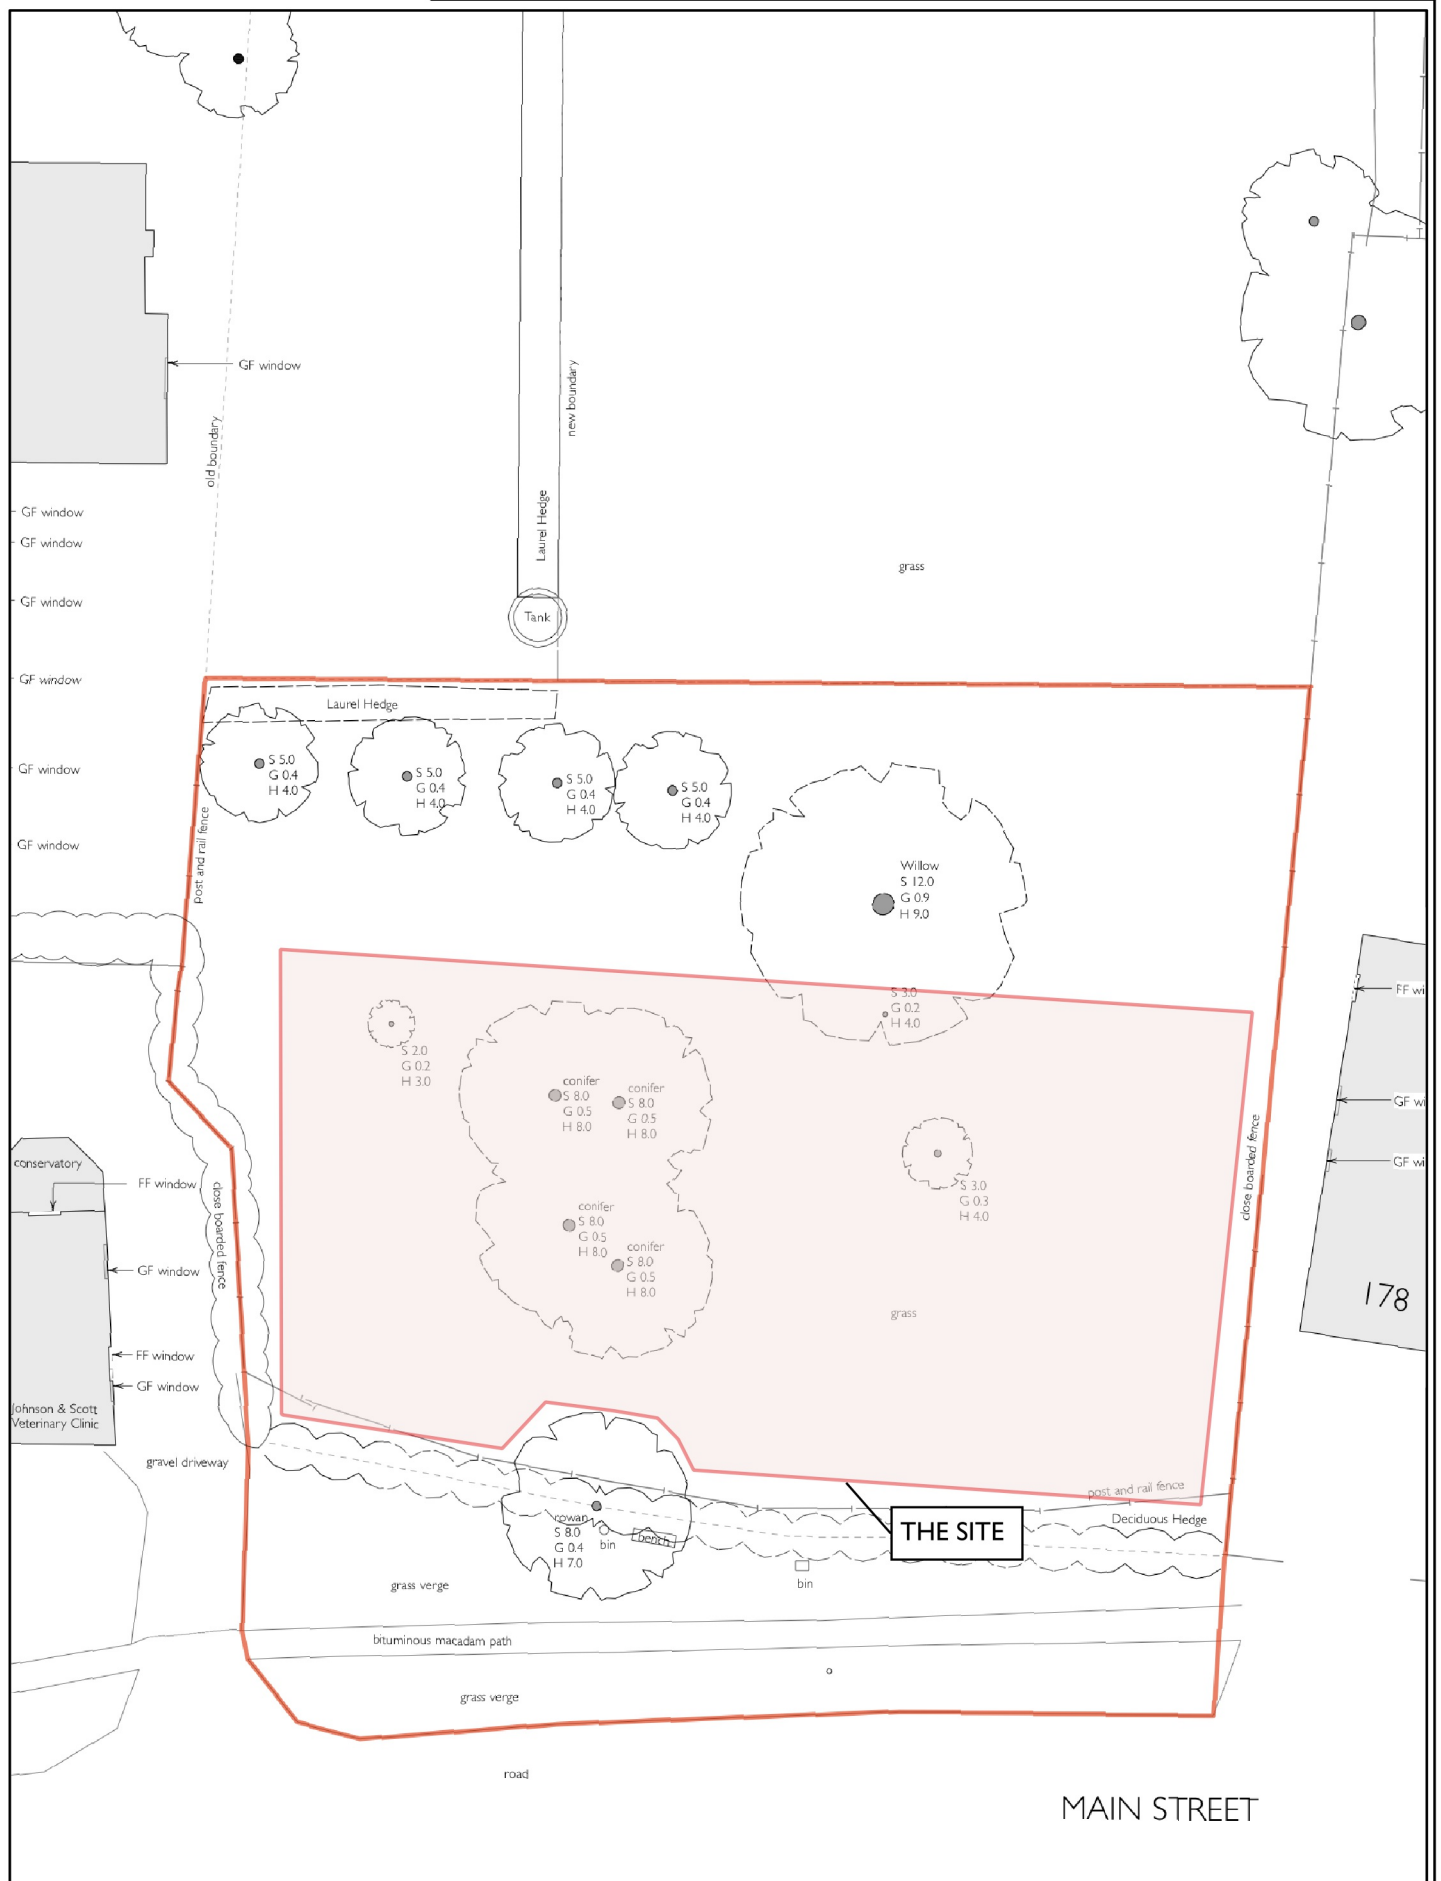 GF window
old boundary
new boundary
Laurel Hedge
GF window
GF window
grass
GF window
Tank
GF window
Laurel Hedge
S 5.0
G 0.4
H 4.0
S 5.0
G 0.4
H 4.0
S 5.0
G 0.4
H 4.0
S 5.0
G 0.4
H 4.0
GF window
GF window
post and rail fence
Willow
S 12.0
G 0.9
H 9.0
S 3.0
G 0.2
H 4.0
FF wi
S 2.0
G 0.2
H 3.0
conifer
S 8.0
G 0.5
H 8.0
conifer
S 8.0
G 0.5
H 8.0
GF wi
GF wi
close boarded fence
conservatory
FF window
close boarded fence
S 3.0
G 0.3
H 4.0
conifer
S 8.0
G 0.5
H 8.0
conifer
S 8.0
G 0.5
H 8.0
GF window
178
grass
FF window
GF window
Johnson & Scott
Veterinary Clinic
gravel driveway
post and rail fence
Deciduous Hedge
THE SITE
rowan
S 8.0
G 0.4
H 7.0
bin
bench
bin
grass verge
bituminous macadam path
grass verge
road
MAIN STREET